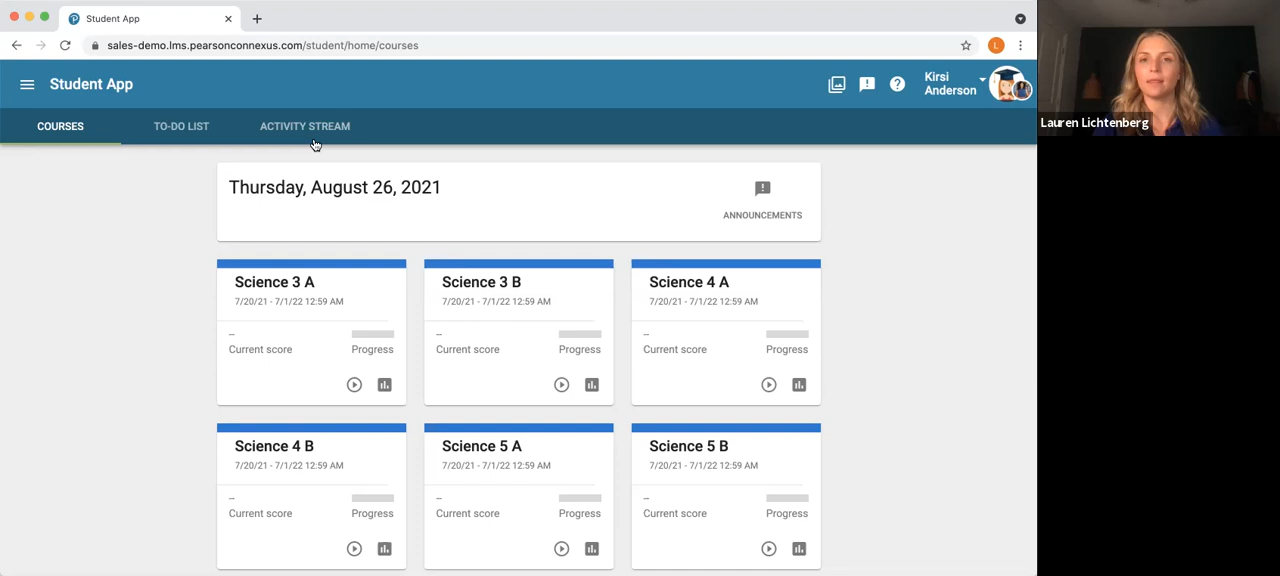 Student App
sales-demo.lms.pearsonconnexus.com/student/home/courses
L
Student App
Kirsi
Anderson
COURSES
TO-DO LIST
ACTIVITY STREAM
Lauren Lichtenberg
Thursday, August 26, 2021
ANNOUNCEMENTS
Science 3 A
7/20/21 - 7/1/22 12:59 AM
--
Current score
Progress
Science 3 B
7/20/21 - 7/1/22 12:59 AM
--
Current score
Progress
Science 4 A
7/20/21 - 7/1/22 12:59 AM
--
Current score
Progress
Science 4 B
7/20/21 - 7/1/22 12:59 AM
--
Current score
Progress
Science 5 A
7/20/21 - 7/1/22 12:59 AM
--
Current score
Progress
Science 5 B
7/20/21 - 7/1/22 12:59 AM
--
Current score
Progress